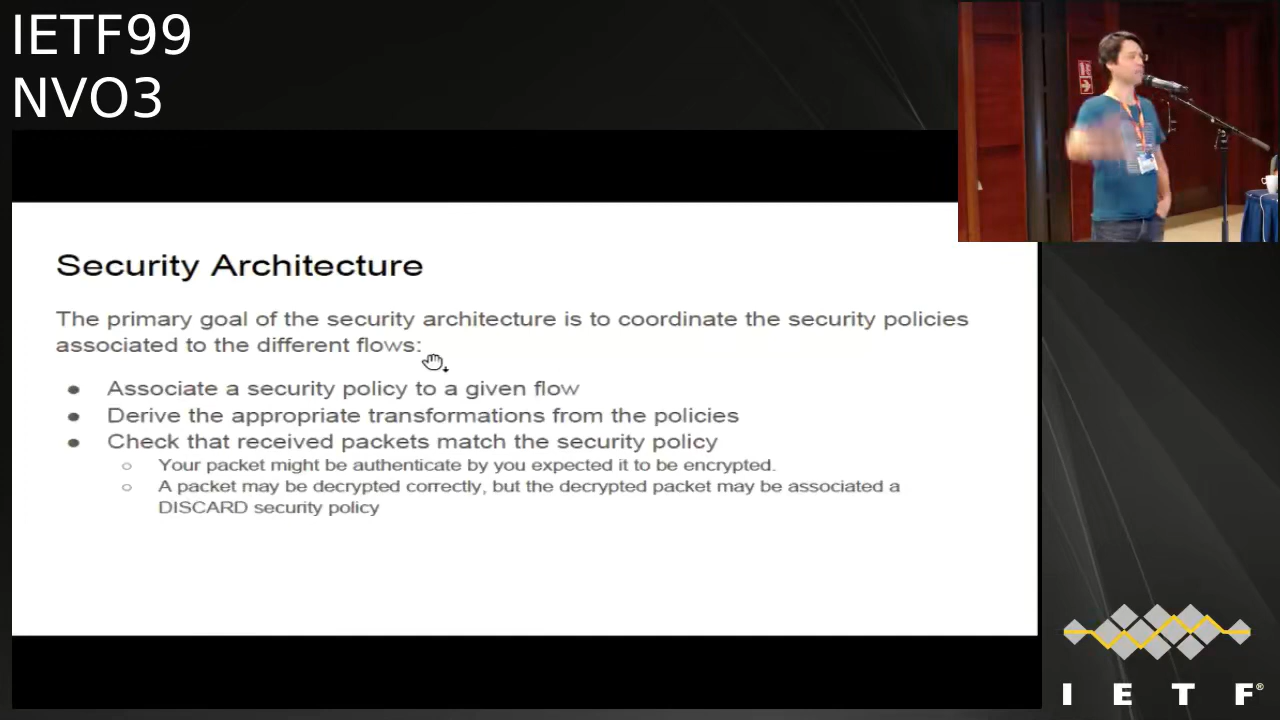 IETF99
NVO3
Security Architecture
The primary goal of the security architecture is to coordinate the security policies
associated to the different flows:
● Associate a security policy to a given flow
● Derive the appropriate transformations from the policies
● Check that received packets match the security policy
○ Your packet might be authenticate by you expected it to be encrypted.
○ A packet may be decrypted correctly, but the decrypted packet may be associated a
DISCARD security policy
I E T F®